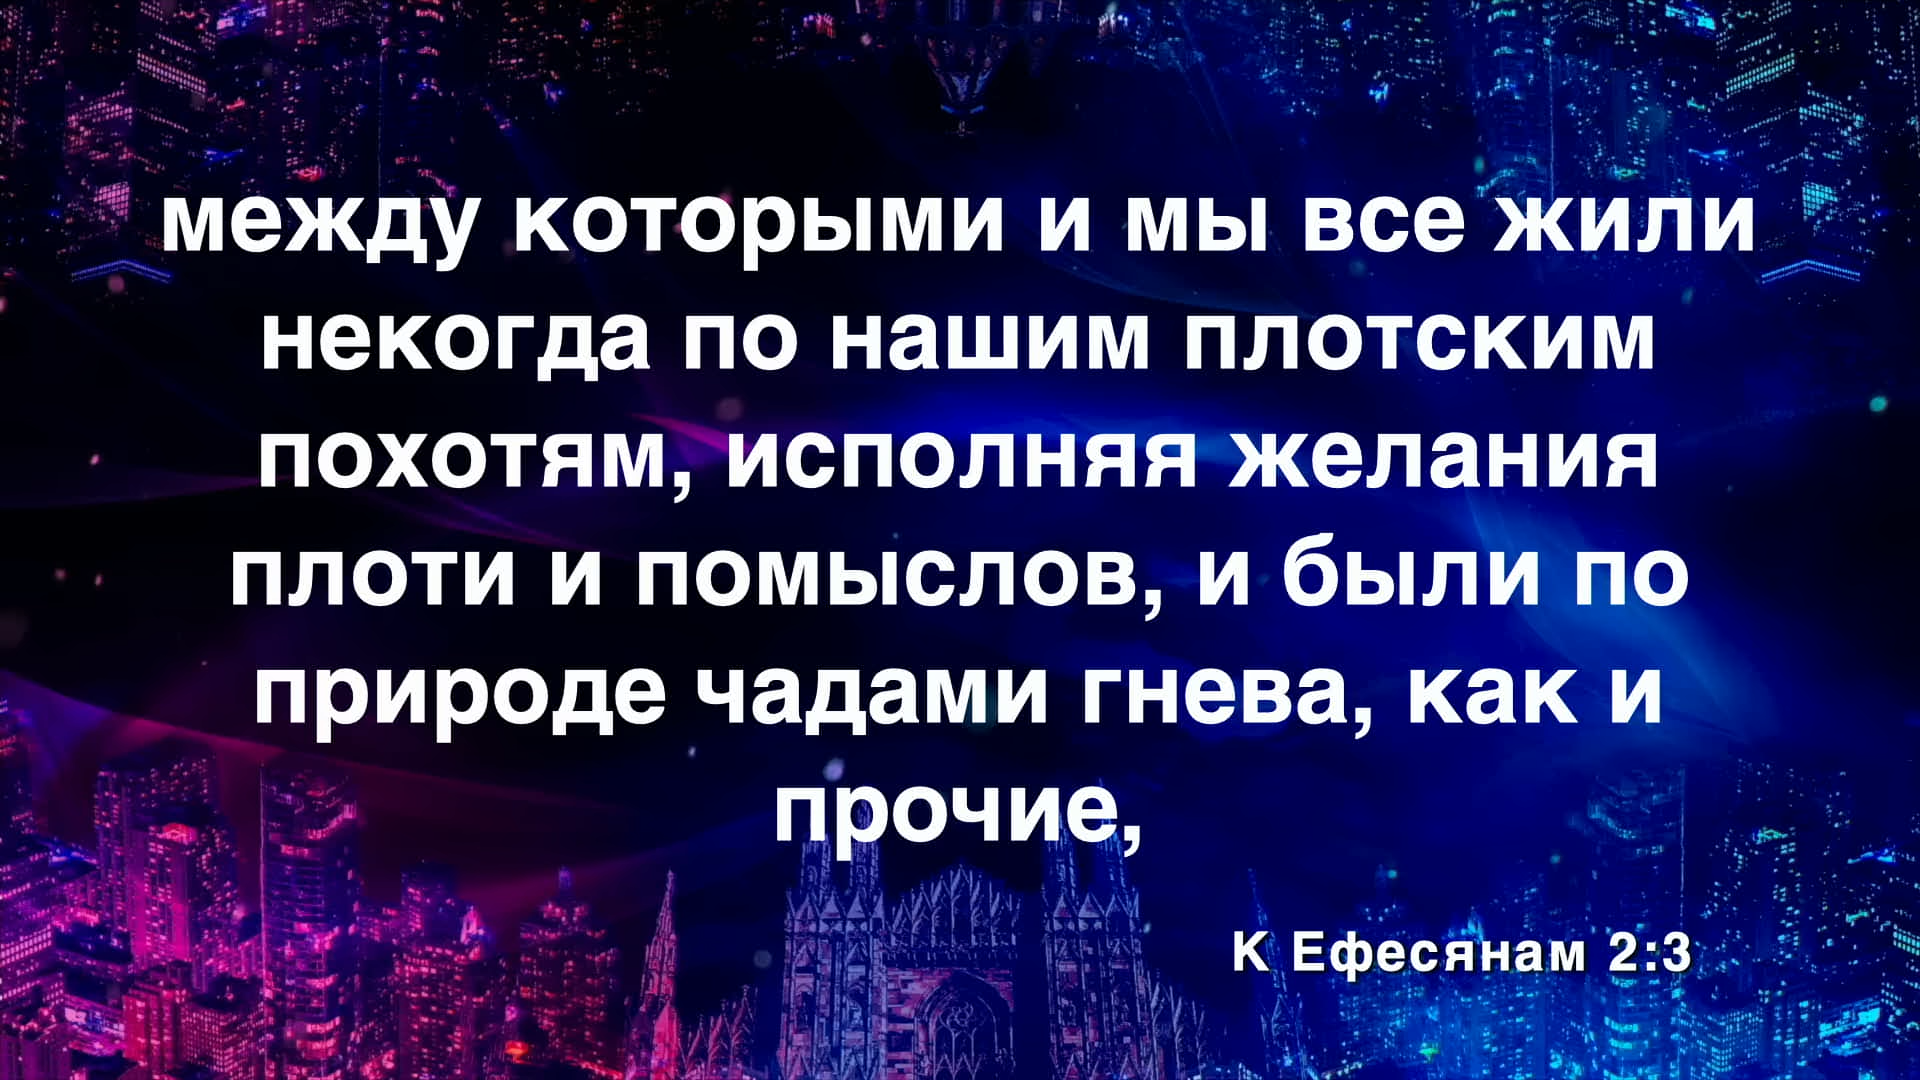 между которыми и мы все жили
некогда по нашим плотским
похотям, исполняя желания
плоти и помыслов, и были по
природе чадами гнева, как и
прочие,
К Ефесянам 2:3